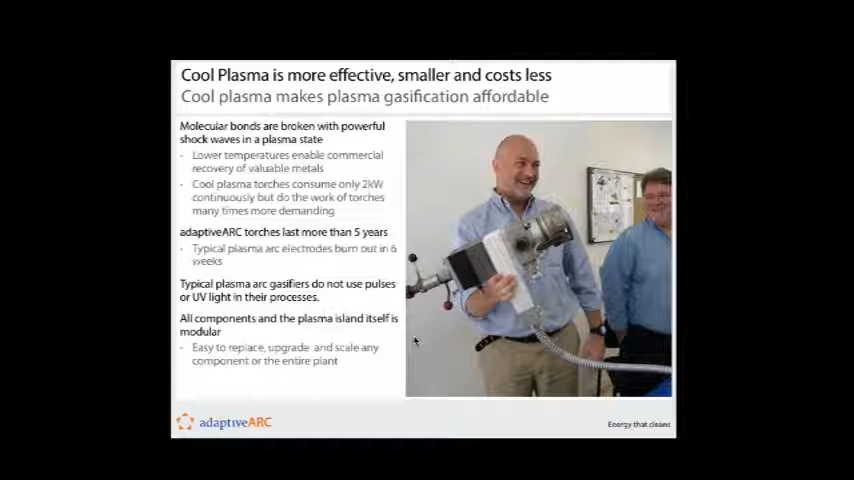 Cool Plasma is more effective, smaller and costs less
Cool plasma makes plasma gasification affordable
Molecular bonds are broken with powerful
shock waves in a plasma state
- Lower temperatures enable commercial
recovery of valuable metals
- Cool plasma torches consume only 2kW
continuously but do the work of torches
many times more demanding
adaptiveARC torches last more than 5 years
- Typical plasma arc electrodes burn out in 6
weeks
Typical plasma arc gasifiers do not use pulses
or UV light in their processes.
All components and the plasma island itself is
modular
- Easy to replace, upgrade and scale any
component or the entire plant
adaptiveARC
Energy that cleans